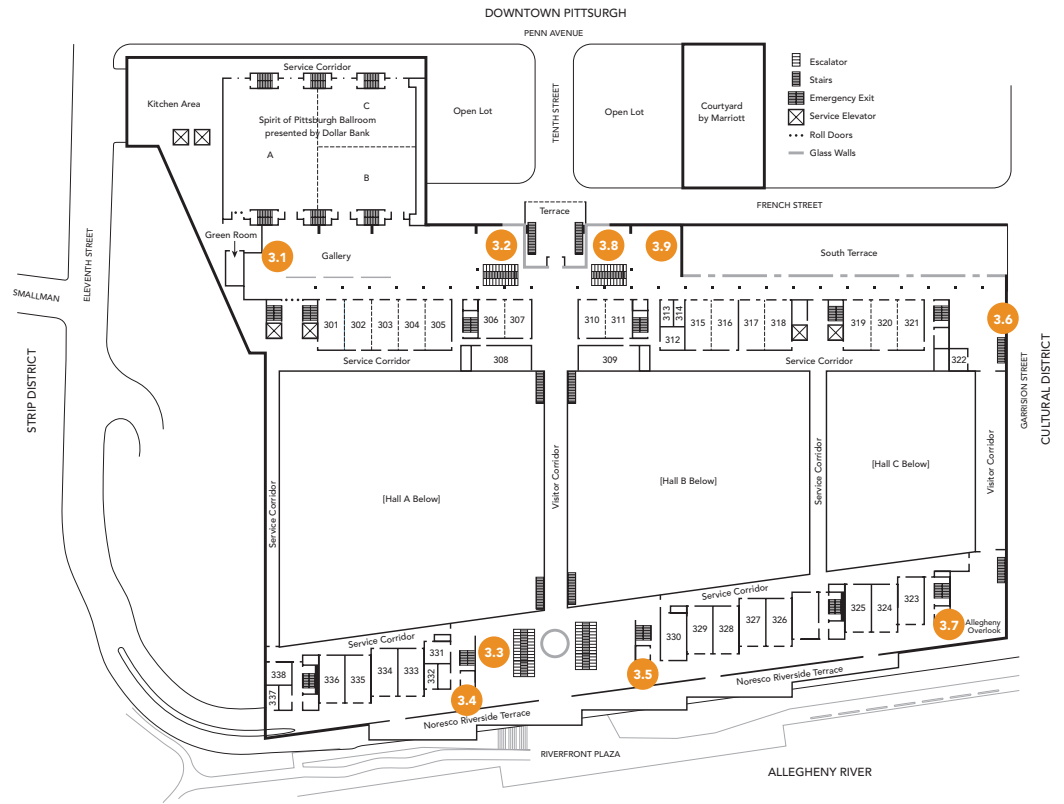 DOWNTOWN PITTSURGH
PENN AVENUE
Service Corridor
Kitchen Area
Spirit of Pittsburgh Ballroom
presented by Dollar Bank
A
B
C
Open Lot
TENTH STREET
Open Lot
Courtyard
by Marriott
Escalator
Stairs
Emergency Exit
Service Elevator
Roll Doors
Glass Walls
FRENCH STREET
ELEVENTH STREET
SMALLMAN
STRIP DISTRICT
Green Room
3.1
Gallery
3.2
Terrace
3.8
3.9
South Terrace
3.6
GARRISION STREET
CULTURAL DISTRICT
301
302
303
304
305
306
307
310
311
313
314
312
315
316
317
318
319
320
321
322
Service Corridor
308
309
Service Corridor
[Hall A Below]
Visitor Corridor
[Hall B Below]
Service Corridor
[Hall C Below]
Visitor Corridor
Service Corridor
Service Corridor
Service Corridor
338
337
336
335
334
333
331
332
3.3
3.4
3.5
330
329
328
327
326
325
324
323
3.7
Allegheny
Overlook
Noresco Riverside Terrace
Noresco Riverside Terrace
RIVERFRONT PLAZA
ALLEGHENY RIVER